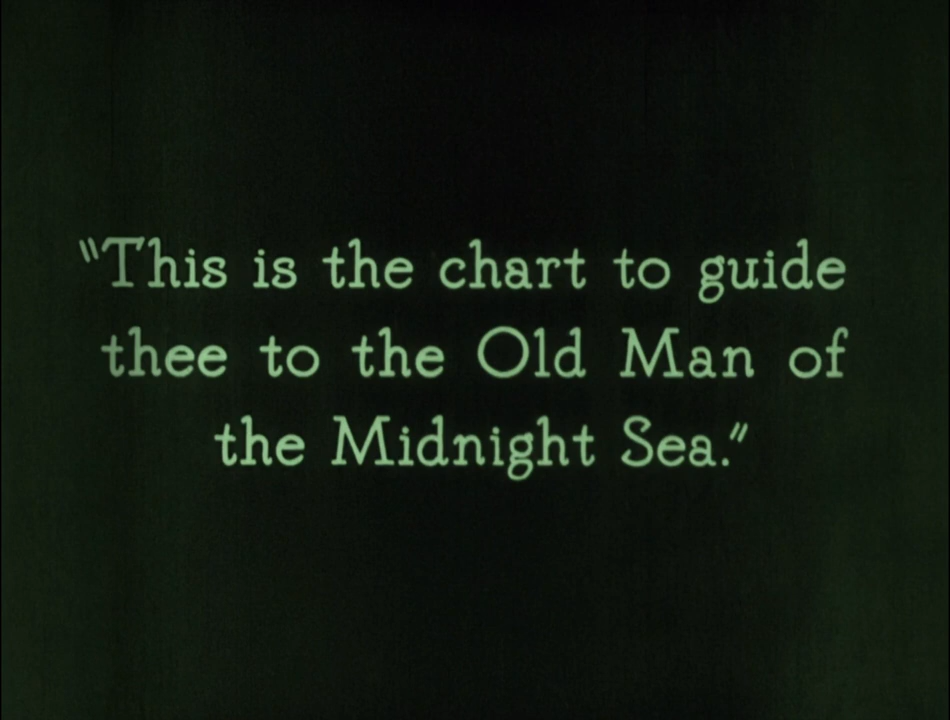 "This is the chart to guide
thee to the Old Man of
the Midnight Sea."